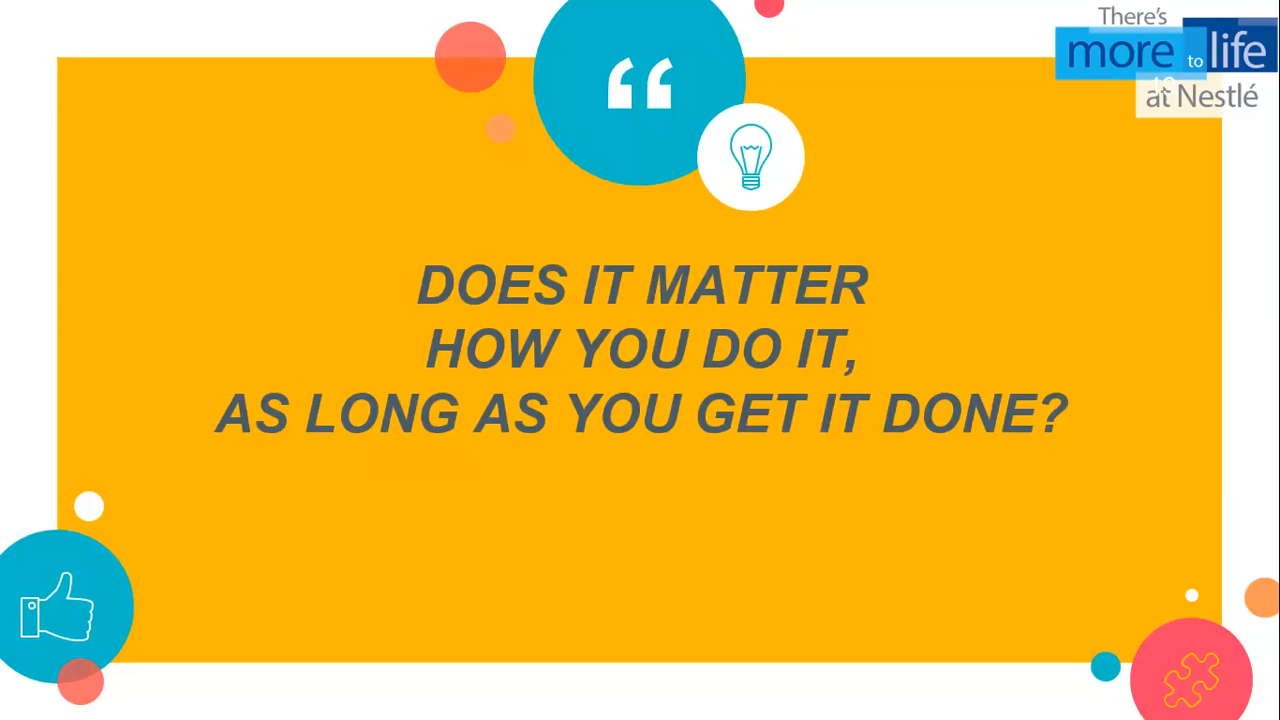 There's
more to life
at Nestlé
“
DOES IT MATTER
HOW YOU DO IT,
AS LONG AS YOU GET IT DONE?